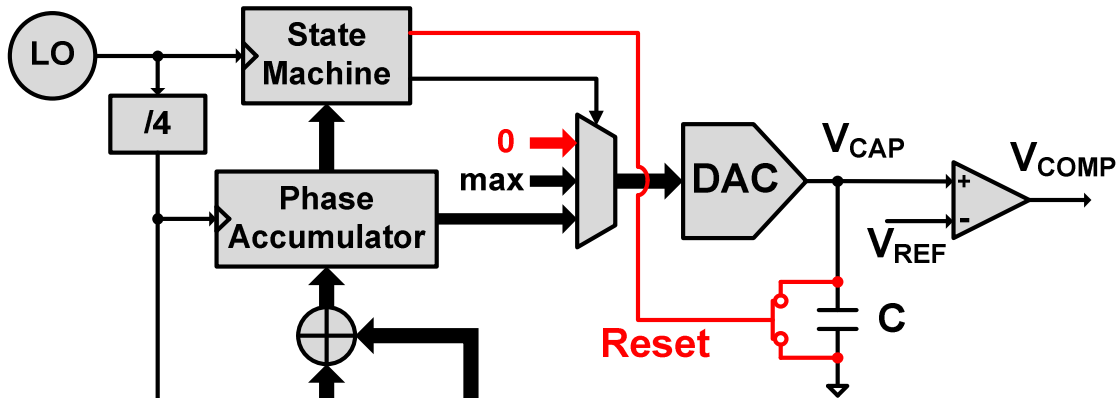 LO
State
Machine
/4
0
max
Phase
Accumulator
DAC
VCAP
VREF
VCOMP
+
-
C
Reset